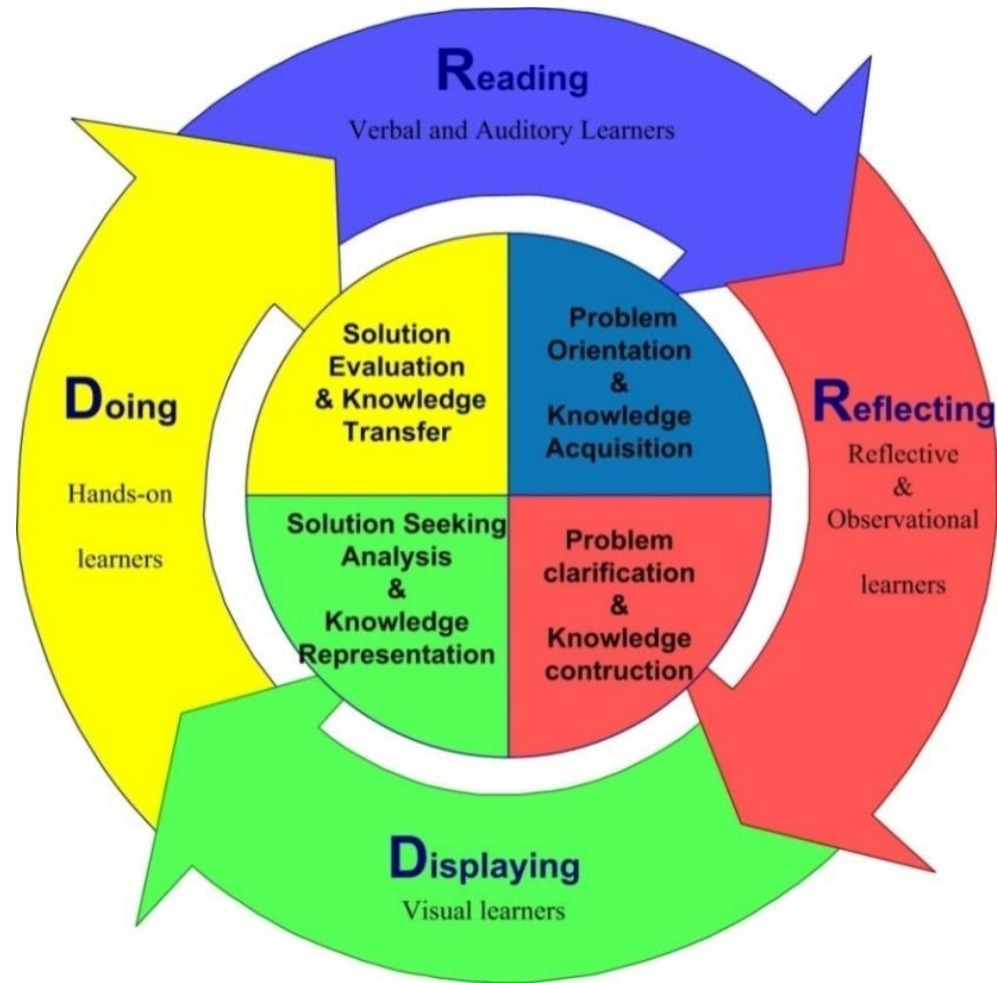 Reading
Verbal and Auditory Learners
Reflecting
Reflective
&
Observational
learners
Displaying
Visual learners
Doing
Hands-on
learners
Problem
Orientation
&
Knowledge
Acquisition
Problem
clarification
&
Knowledge
contruction
Solution Seeking
Analysis
&
Knowledge
Representation
Solution
Evaluation
& Knowledge
Transfer